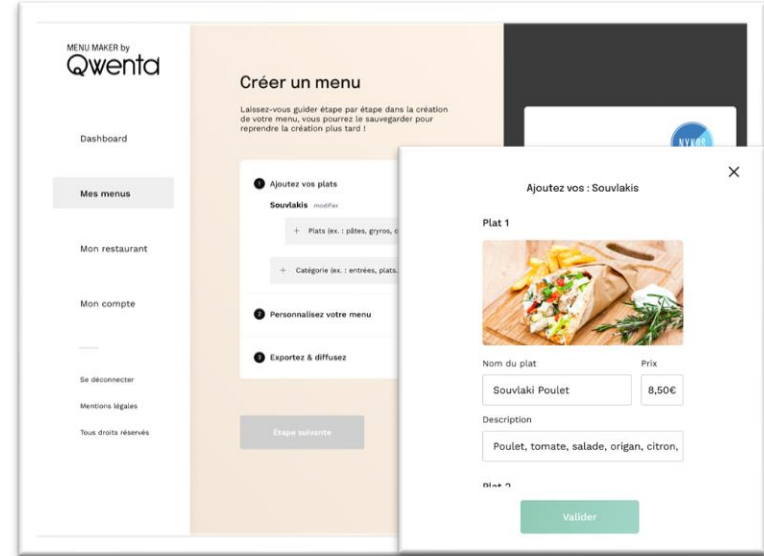 MENU MAKER by
Qwenta
Dashboard
Mes menus
Mon restaurant
Mon compte
Se déconnecter
Mentions légales
Tous droits réservés
Créer un menu
Laissez-vous guider étape par étape dans la création
de votre menu, vous pourrez le sauvegarder pour
reprendre la création plus tard !
1 Ajoutez vos plats
Souvlakis modifier
+ Plats (ex. : pâtes, gryros, c
+ Catégorie (ex. : entrées, plats.
2 Personnalisez votre menu
3 Exportez & diffusez
Étape suivante
Ajoutez vos : Souvlakis
Plat 1
Nom du plat Prix
Souvlaki Poulet 8,50€
Description
Poulet, tomate, salade, origan, citron,
Valider